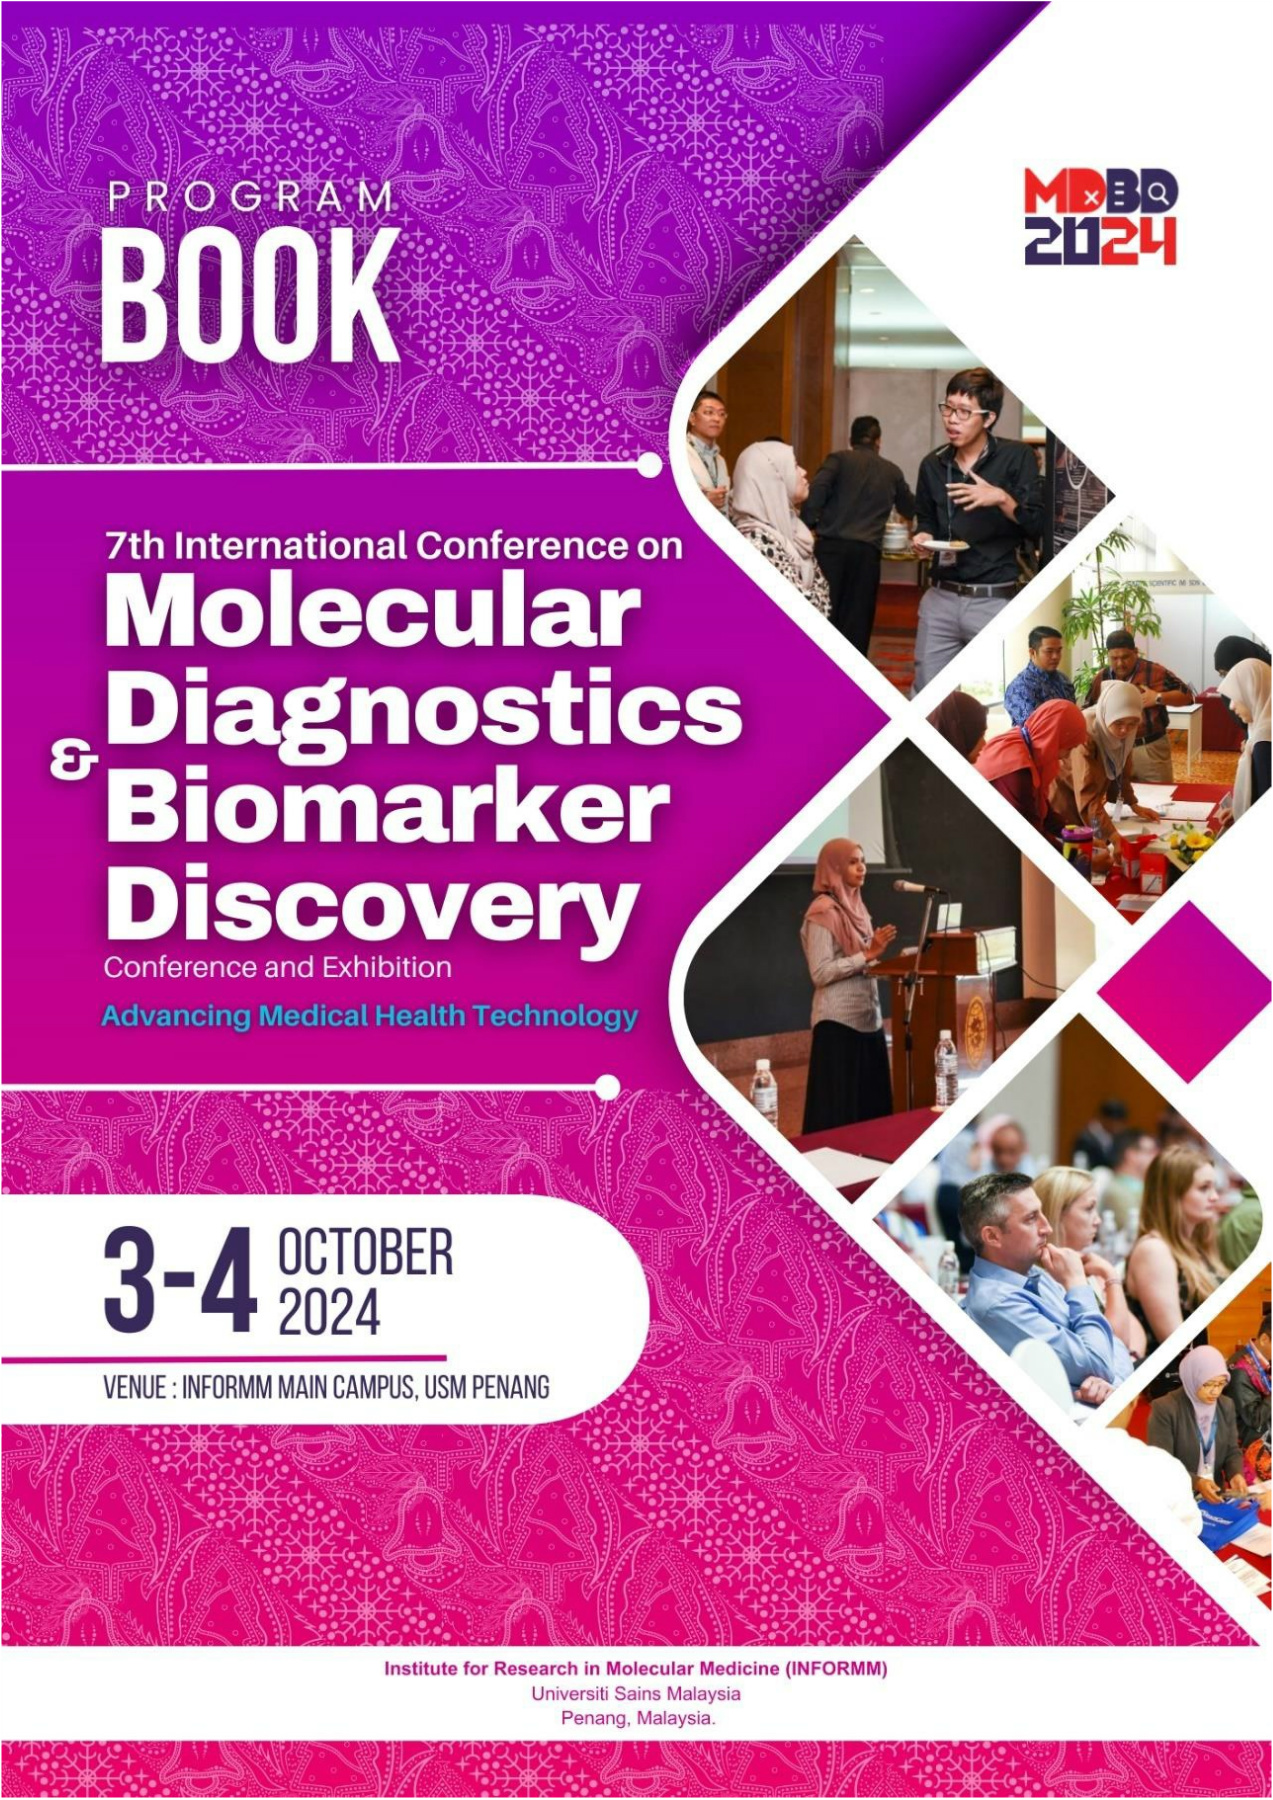 PROGRAM
BOOK
MDBD
2024
7th International Conference on
Molecular
Diagnostics
& Biomarker
Discovery
Conference and Exhibition
Advancing Medical Health Technology
3-4 OCTOBER
2024
VENUE : INFORMM MAIN CAMPUS, USM PENANG
Institute for Research in Molecular Medicine (INFORMM)
Universiti Sains Malaysia
Penang, Malaysia.